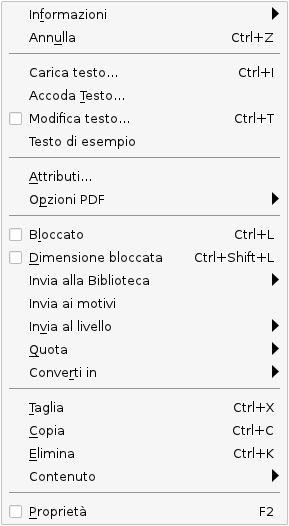 Informazioni
Annulla Ctrl+Z
Carica testo... Ctrl+I
Accoda Testo...
Modifica testo... Ctrl+T
Testo di esempio
Attributi...
Opzioni PDF
Bloccato Ctrl+L
Dimensione bloccata Ctrl+Shift+L
Invia alla Biblioteca
Invia ai motivi
Invia al livello
Quota
Converti in
Taglia Ctrl+X
Copia Ctrl+C
Elimina Ctrl+K
Contenuto
Proprietà F2